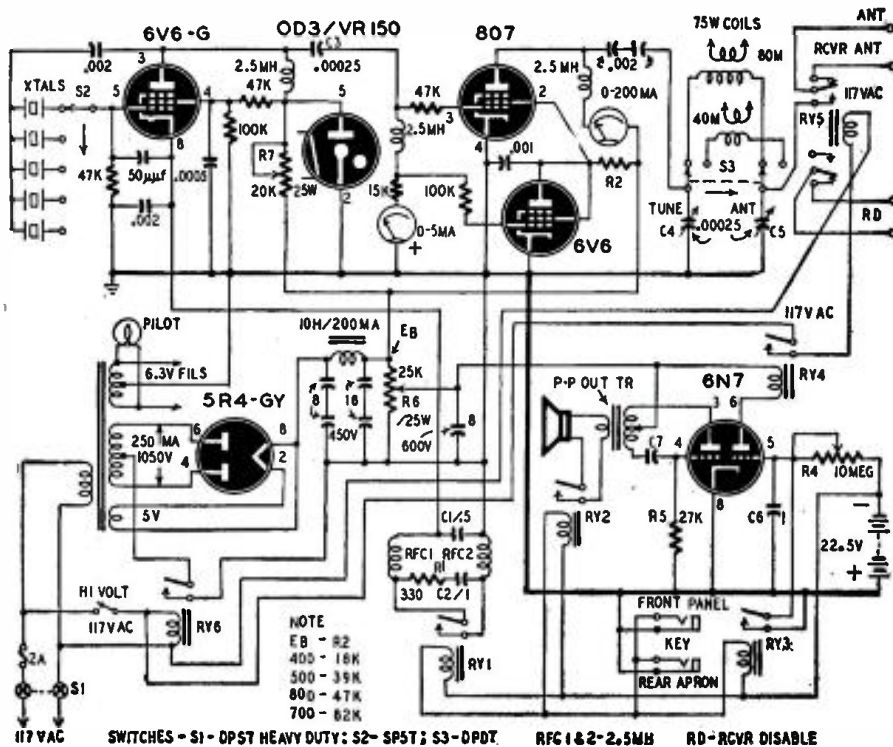 6V6-G
OD3/VR150
807
75W COILS
ANT
RCVR ANT
117VAC
80M
40M
RY5
.002
3
XTALS
S2
5
4
8
47K
50μμf
.0005
.002
2.5MH
47K
100K
C3
.00025
5
R7
20K
25W
2
47K
2.5MH
15K
0-5MA
+
3
2
4
.001
100K
6V6
2.5MH
.002
0-200MA
R2
S3
TUNE
ANT
C4
.00025
C5
RD
117VAC
RY4
PILOT
6.3V FILS
5R4-GY
250 MA
1050V
6
4
8
2
5V
10H/200MA
EB
8
16
450V
25K
R6
/25W
600V
8
P-P OUT TR
6N7
3
6
C7
4
5
8
R4
10MEG
R5
27K
C6
1
-
22.5V
+
RY2
C1/.5
RFC1
RFC2
R1
330
C2/1
HI VOLT
117VAC
RY6
2A
S1
117VAC
NOTE
EB - R2
400 - 18K
500 - 39K
800 - 47K
700 - 82K
RY1
FRONT PANEL
KEY
REAR APRON
RY3
SWITCHES - S1- DPST HEAVY DUTY; S2- SPST; S3-DPDT
RFC 1 & 2 - 2.5MH
RD-RCVR DISABLE